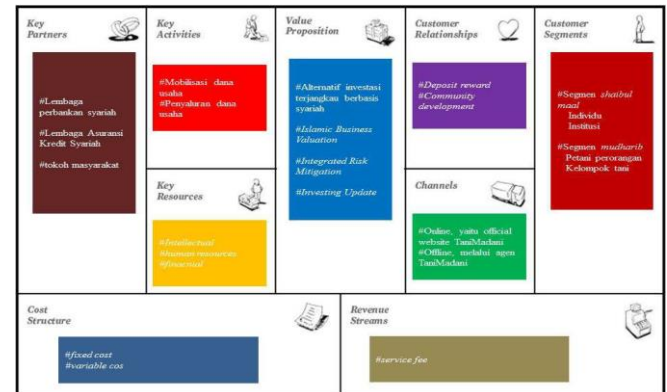 Key
Partners
#Lembaga
perbankan syariah
#Lembaga Asuransi
Kredit Syariah
#tokoh masyarakat
Key
Activities
#Mobilisasi dana
usaha
#Penyaluran dana
usaha
Key
Resources
#Intellectual
#human resources
#finacnial
Value
Proposition
#Alternatif investasi
terjangkau berbasis
syariah
#Islamic Business
Valuation
#Integrated Risk
Mitigation
#Investing Update
Customer
Relationships
#Deposit reward
#Community
development
Channels
#Online, yaitu official
website TaniMadani
#Offline, melalui agen
TaniMadani
Customer
Segments
#Segmen shaibul
maal
Individu
Institusi
#Segmen mudharib
Petani perorangan
Kelompok tani
Cost
Structure
#fixed cost
#variable cos
Revenue
Streams
#service fee